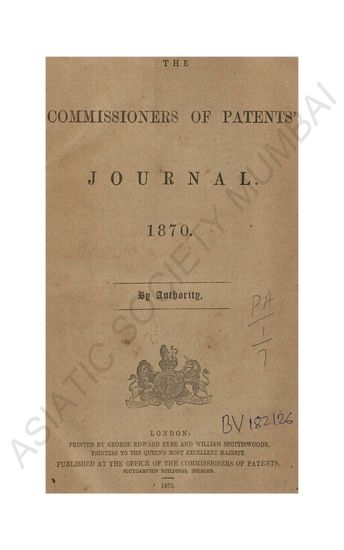 THE
COMMISSIONERS OF PATENTS'
JOURNAL.
1870.
By Authority.
PA
1
7
BV 182126
LONDON:
PRINTED BY GEORGE EDWARD EYRE AND WILLIAM SPOTTISWOODE,
PRINTERS TO THE QUEEN'S MOST EXCELLENT MAJESTY.
PUBLISHED AT THE OFFICE OF THE COMMISSIONERS OF PATENTS,
SOUTHAMPTON BUILDINGS, HOLBORN.
1870.
ASIATIC SOCIETY MUMBAI